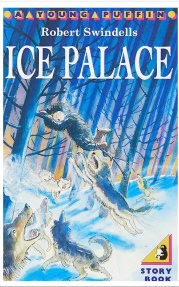 A YOUNG PUFFIN
Robert Swindells
ICE PALACE
STORY
BOOK